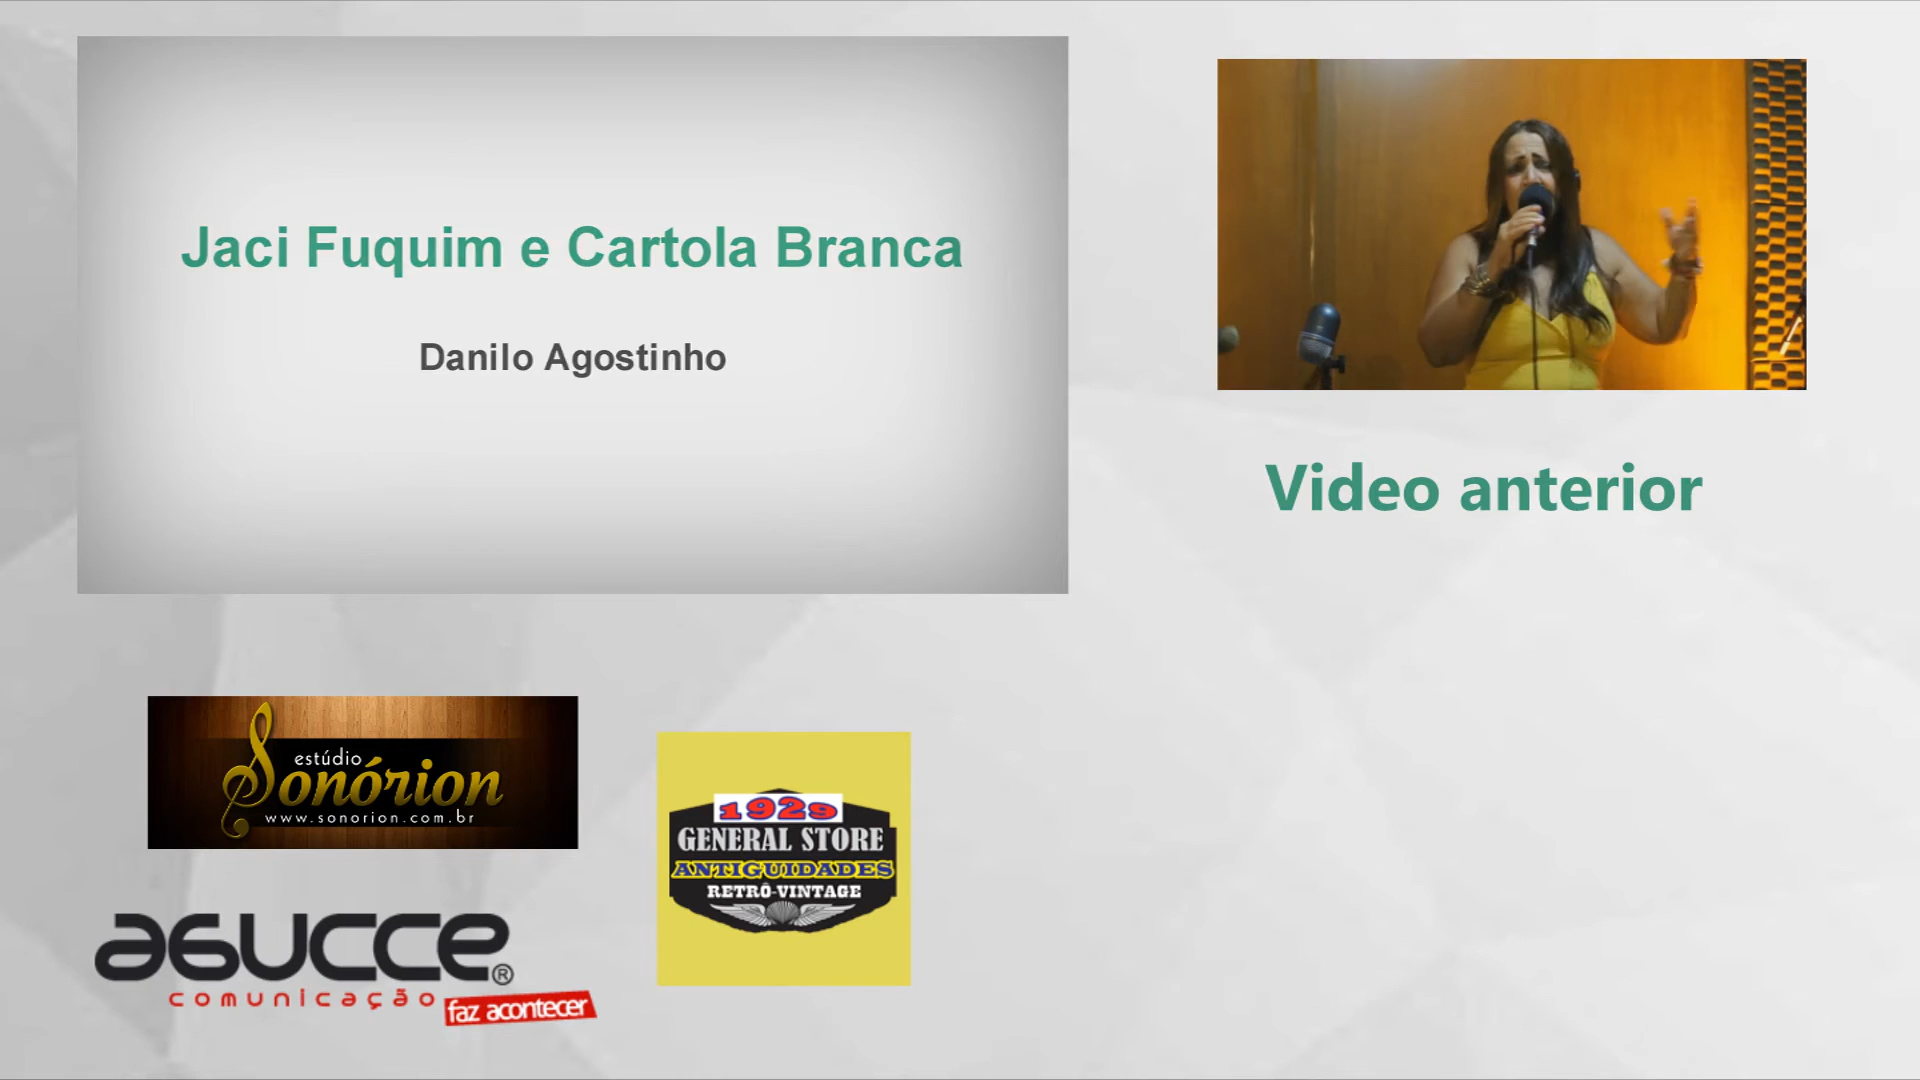 Jaci Fuquim e Cartola Branca
Danilo Agostinho
Video anterior
estúdio
Sonórion
www.sonorion.com.br
1929
GENERAL STORE
ANTIGUIDADES
RETRÔ-VINTAGE
aGUCCe®
comunicação
faz acontecer